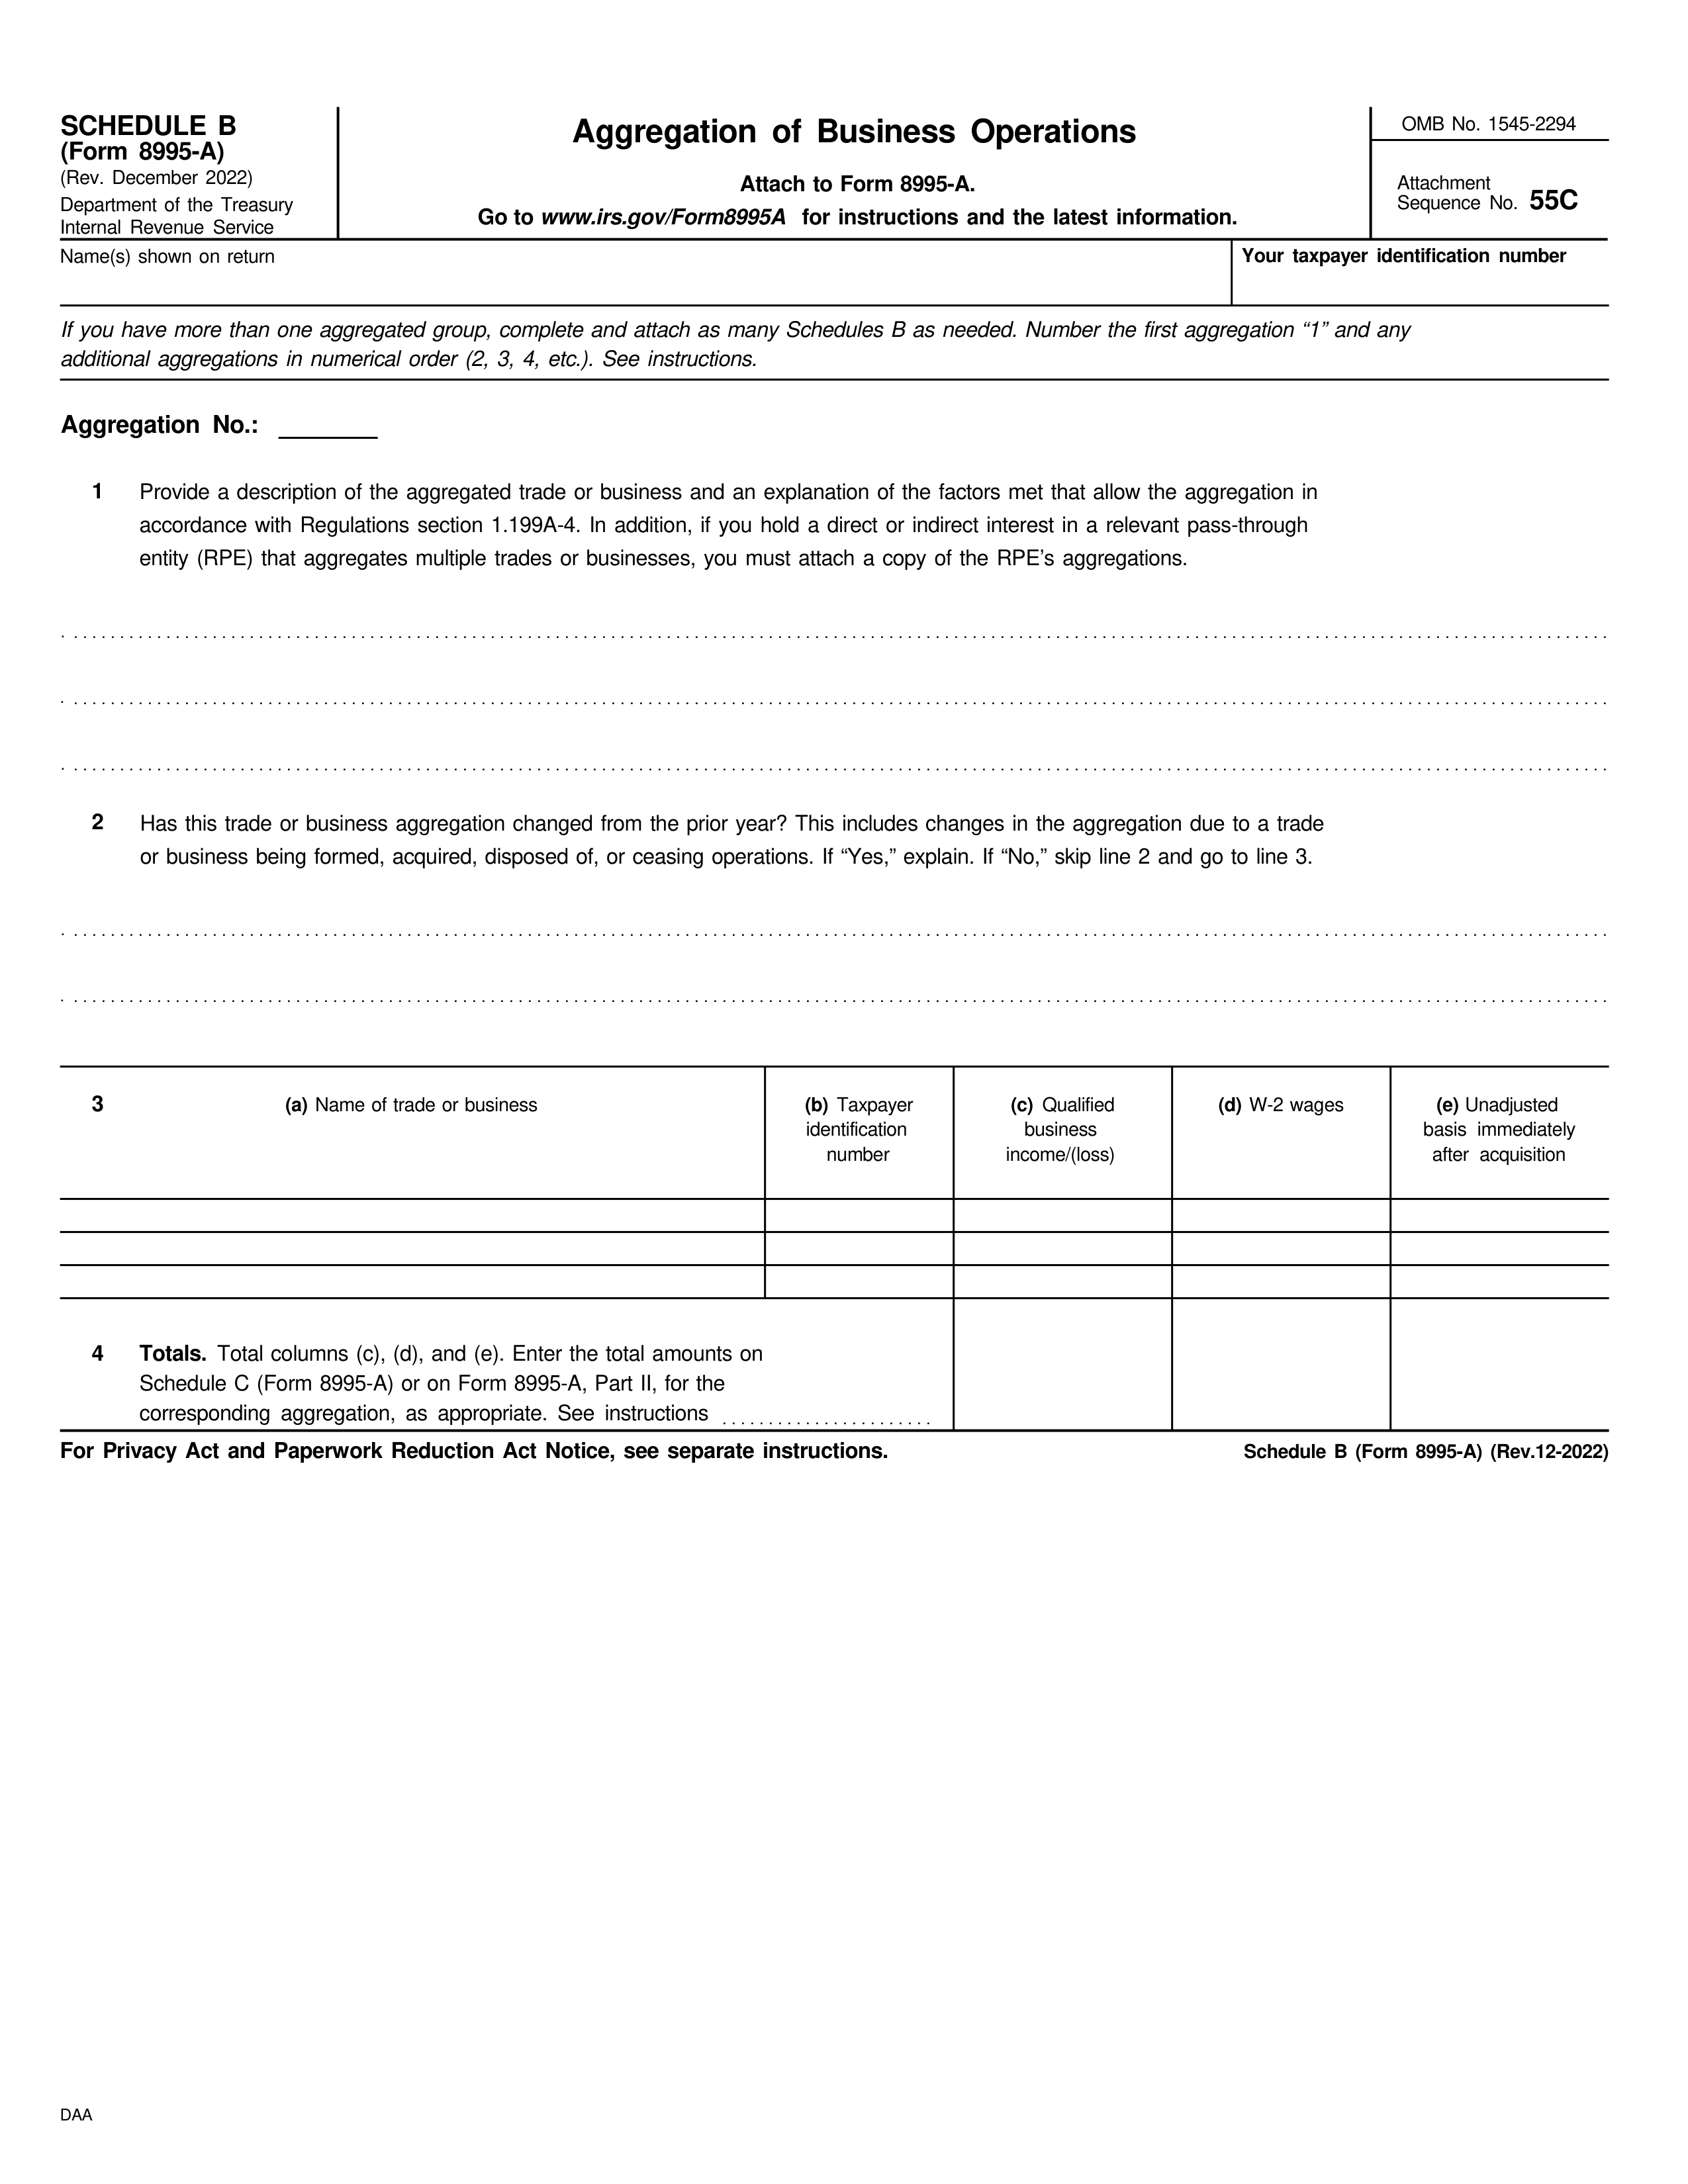 SCHEDULE B
(Form 8995-A)
(Rev. December 2022)
Department of the Treasury
Internal Revenue Service
Aggregation of Business Operations
Attach to Form 8995-A.
Go to www.irs.gov/Form8995A for instructions and the latest information.
OMB No. 1545-2294
Attachment
Sequence No. 55C
Name(s) shown on return
Your taxpayer identification number
If you have more than one aggregated group, complete and attach as many Schedules B as needed. Number the first aggregation “1” and any
additional aggregations in numerical order (2, 3, 4, etc.). See instructions.
Aggregation No.:
1 Provide a description of the aggregated trade or business and an explanation of the factors met that allow the aggregation in
accordance with Regulations section 1.199A-4. In addition, if you hold a direct or indirect interest in a relevant pass-through
entity (RPE) that aggregates multiple trades or businesses, you must attach a copy of the RPE’s aggregations.
2 Has this trade or business aggregation changed from the prior year? This includes changes in the aggregation due to a trade
or business being formed, acquired, disposed of, or ceasing operations. If “Yes,” explain. If “No,” skip line 2 and go to line 3.
3 (a) Name of trade or business
(b) Taxpayer
identification
number
(c) Qualified
business
income/(loss)
(d) W-2 wages
(e) Unadjusted
basis immediately
after acquisition
4 Totals. Total columns (c), (d), and (e). Enter the total amounts on
Schedule C (Form 8995-A) or on Form 8995-A, Part II, for the
corresponding aggregation, as appropriate. See instructions
For Privacy Act and Paperwork Reduction Act Notice, see separate instructions.
Schedule B (Form 8995-A) (Rev.12-2022)
DAA